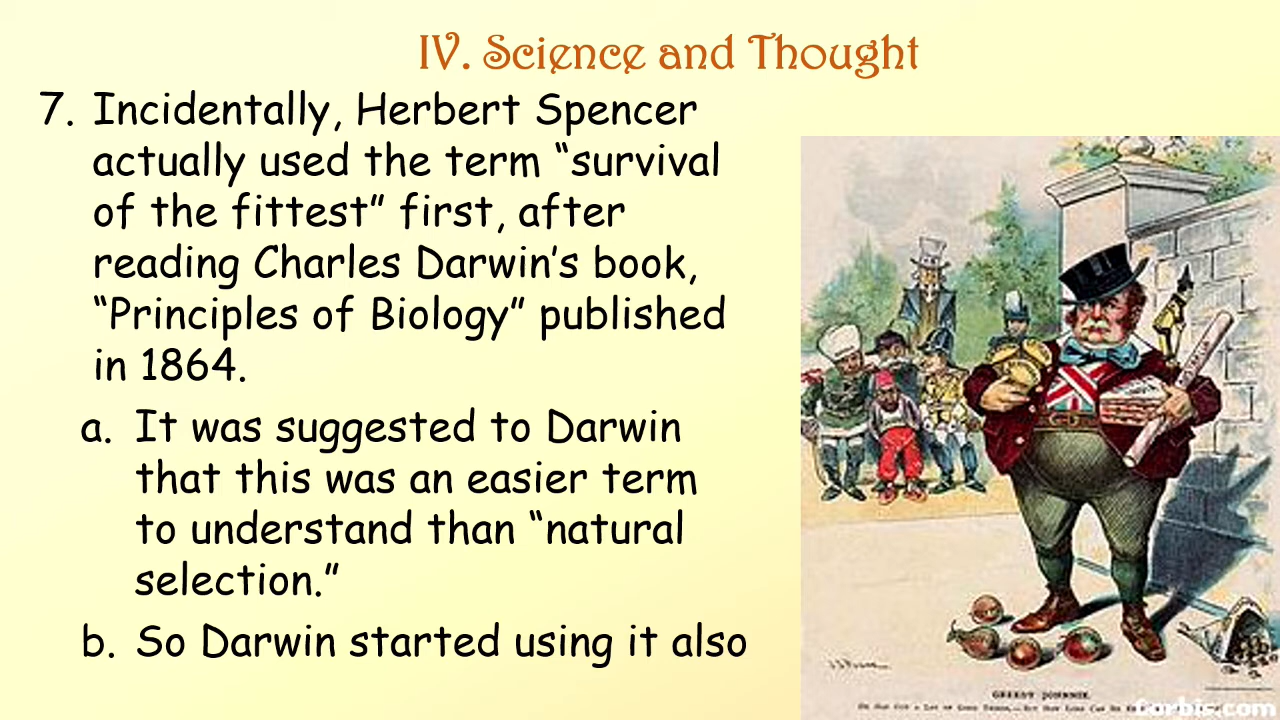 IV. Science and Thought
7. Incidentally, Herbert Spencer
actually used the term “survival
of the fittest” first, after
reading Charles Darwin’s book,
“Principles of Biology” published
in 1864.
a. It was suggested to Darwin
that this was an easier term
to understand than “natural
selection.”
b. So Darwin started using it also
GREEDY JOHNNIE.
Corbis.com